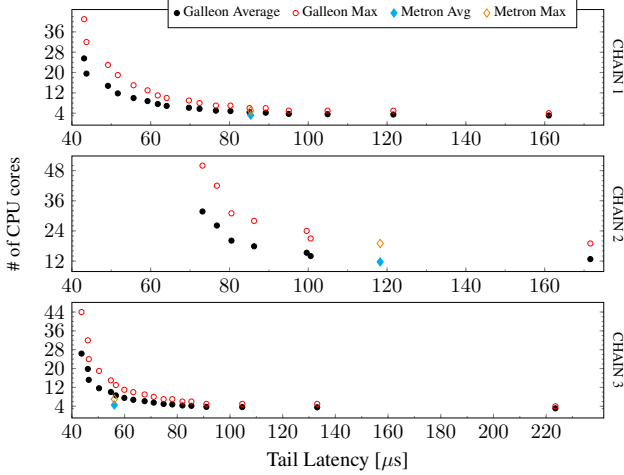 Galleon Average Galleon Max Metron Avg Metron Max
36
28
20
12
4
CHAIN 1
40 60 80 100 120 140 160
48
36
24
12
CHAIN 2
40 60 80 100 120 140 160
# of CPU cores
44
36
28
20
12
4
CHAIN 3
40 60 80 100 120 140 160 180 200 220
Tail Latency [μs]